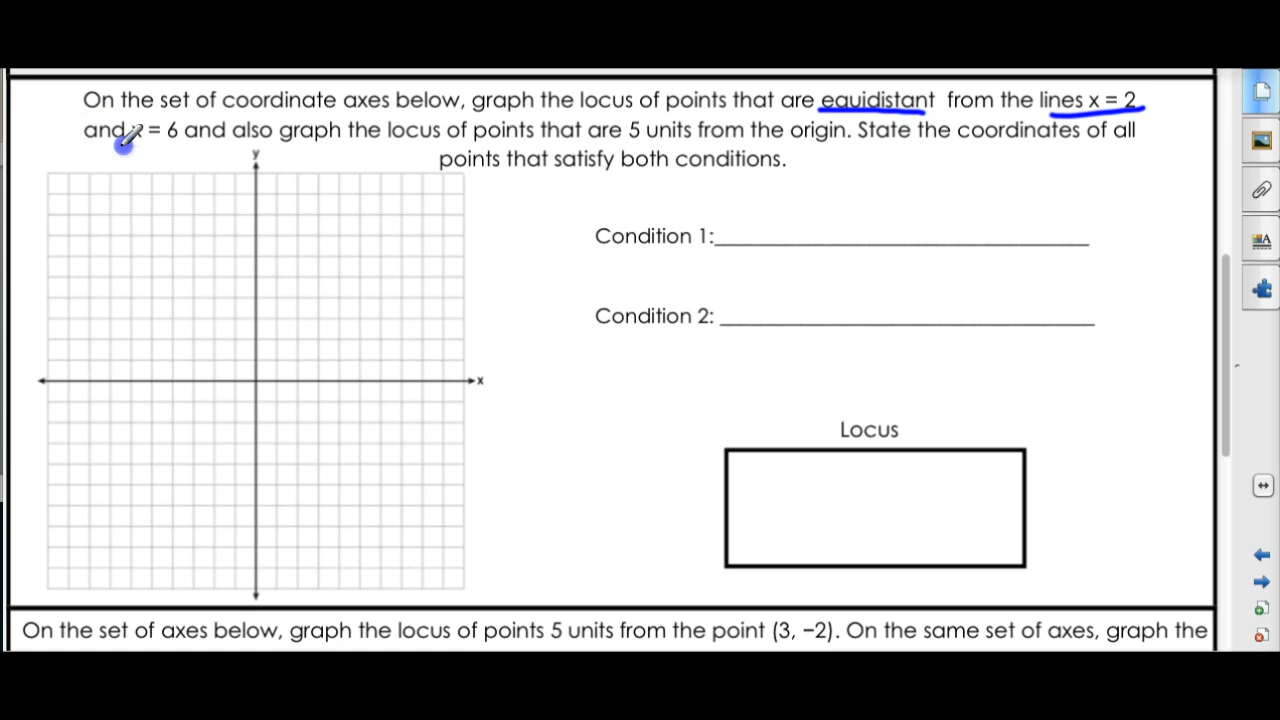 On the set of coordinate axes below, graph the locus of points that are equidistant from the lines x = 2
and = 6 and also graph the locus of points that are 5 units from the origin. State the coordinates of all
points that satisfy both conditions.
y
Condition 1:
Condition 2:
x
Locus
On the set of axes below, graph the locus of points 5 units from the point (3, −2). On the same set of axes, graph the